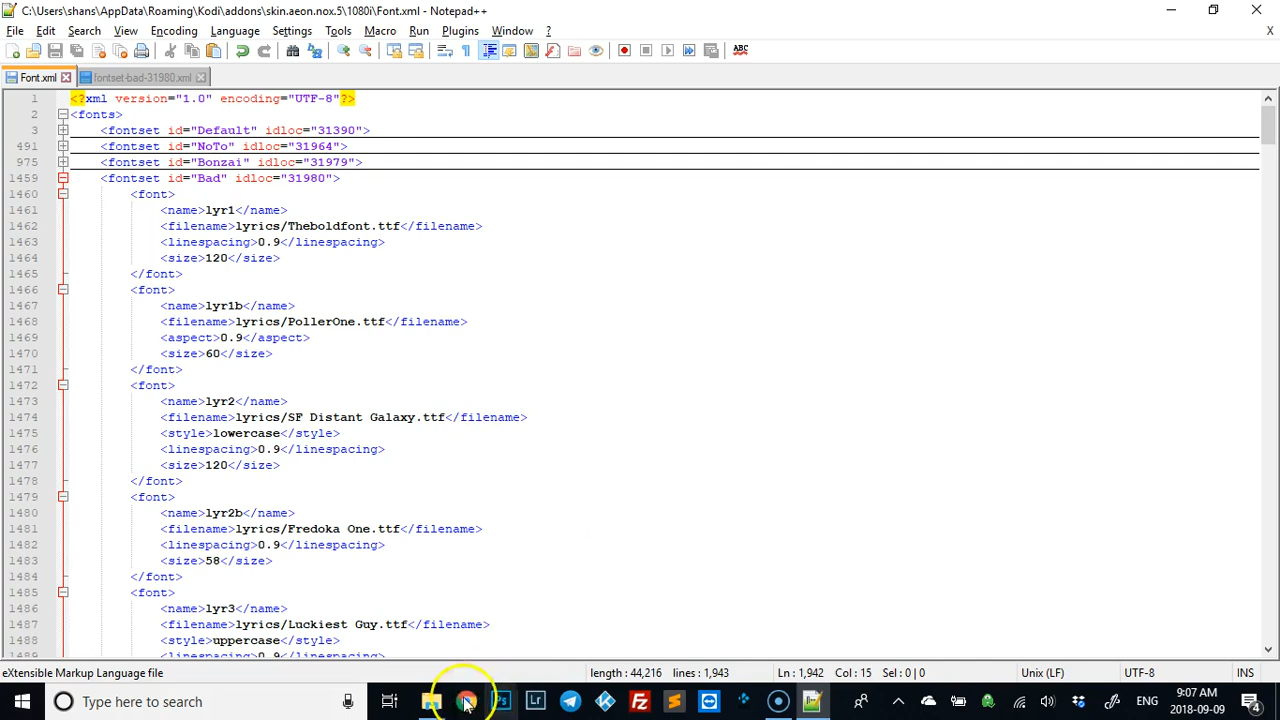 C:\Users\shans\AppData\Roaming\Kodi\addons\skin.aeon.nox.5\1080i\Font.xml - Notepad++
File Edit Search View Encoding Language Settings Tools Macro Run Plugins Window ? X
ABC
Font.xml fontset-bad-31980.xml
1 <?xml version="1.0" encoding="UTF-8"?>
2 <fonts>
3 <fontset id="Default" idloc="31390">
491 <fontset id="NoTo" idloc="31964">
975 <fontset id="Bonzai" idloc="31979">
1459 <fontset id="Bad" idloc="31980">
1460 <font>
1461 <name>lyr1</name>
1462 <filename>lyrics/Theboldfont.ttf</filename>
1463 <linespacing>0.9</linespacing>
1464 <size>120</size>
1465 </font>
1466 <font>
1467 <name>lyr1b</name>
1468 <filename>lyrics/PollerOne.ttf</filename>
1469 <aspect>0.9</aspect>
1470 <size>60</size>
1471 </font>
1472 <font>
1473 <name>lyr2</name>
1474 <filename>lyrics/SF Distant Galaxy.ttf</filename>
1475 <style>lowercase</style>
1476 <linespacing>0.9</linespacing>
1477 <size>120</size>
1478 </font>
1479 <font>
1480 <name>lyr2b</name>
1481 <filename>lyrics/Fredoka One.ttf</filename>
1482 <linespacing>0.9</linespacing>
1483 <size>58</size>
1484 </font>
1485 <font>
1486 <name>lyr3</name>
1487 <filename>lyrics/Luckiest Guy.ttf</filename>
1488 <style>uppercase</style>
1489 <linespacing>0.9</linespacing>
eXtensible Markup Language file length : 44,216 lines : 1,943 Ln : 1,942 Col : 15 Sel : 0 | 0 Unix (LF) UTF-8 INS
Type here to search Ps Lr ENG 9:07 AM
2018-09-09